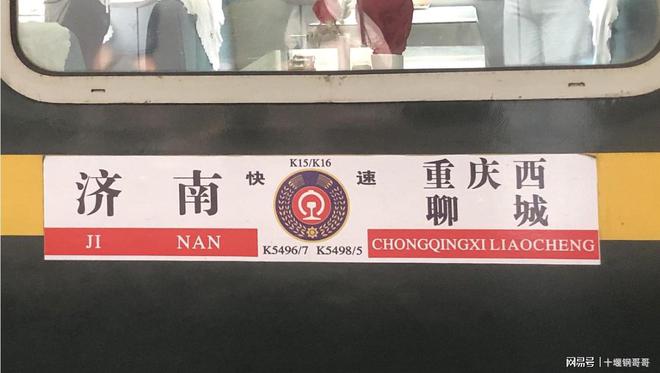 K15/K16
济南 快速 重庆西
聊城
JI NAN K5496/7 K5498/5 CHONGQINGXI LIAOCHENG
网易号 | 十堰钢哥哥